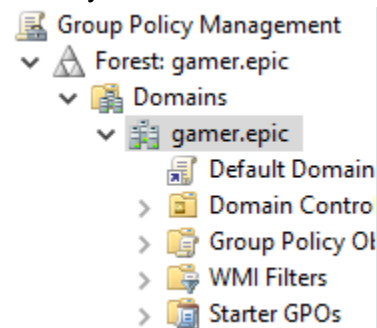 Group Policy Management
Forest: gamer.epic
Domains
gamer.epic
Default Domain
Domain Contro
Group Policy Ob
WMI Filters
Starter GPOs